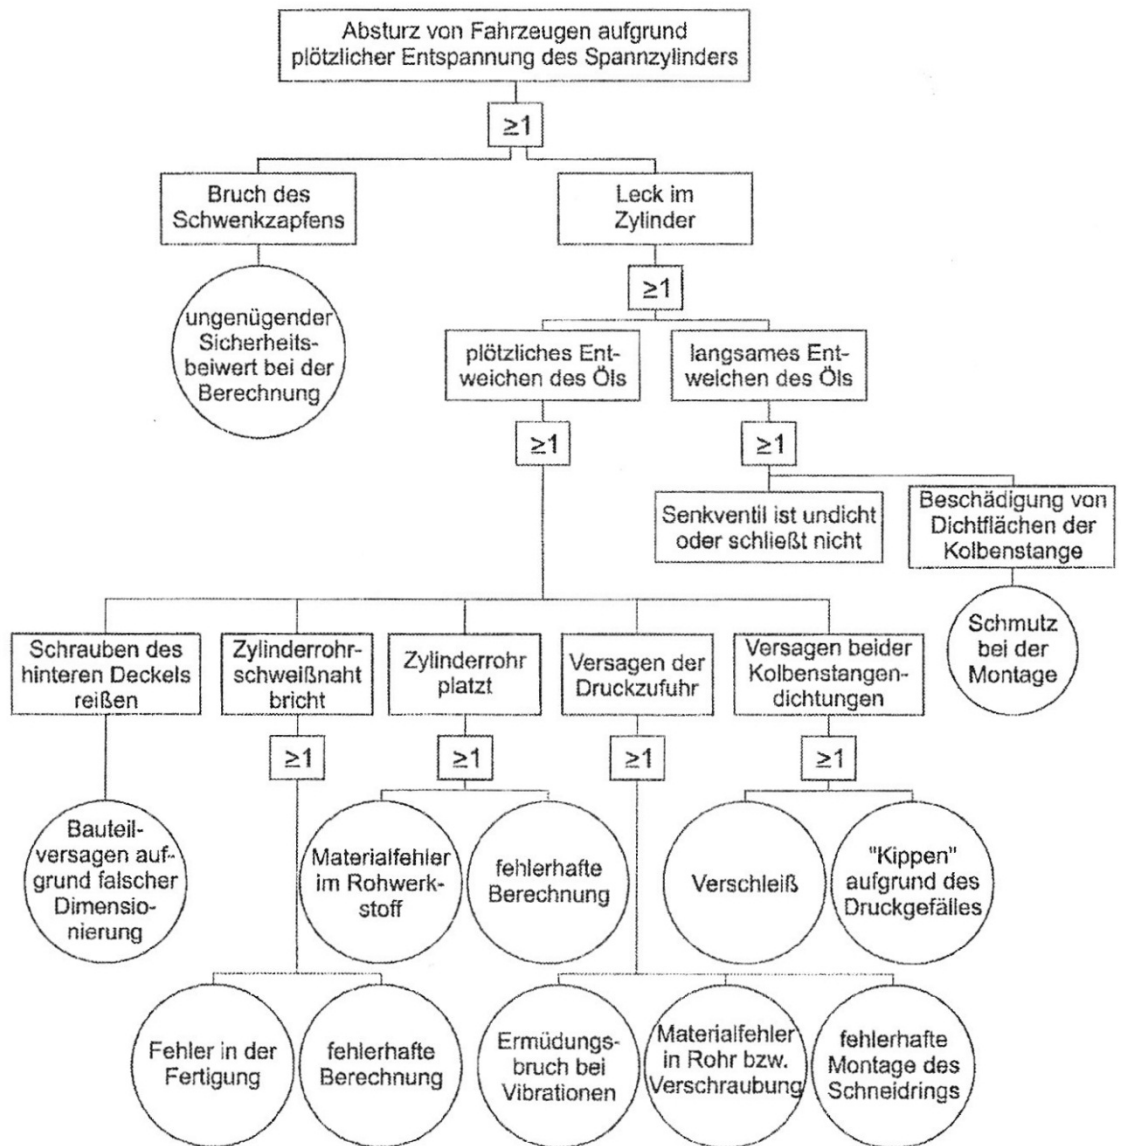 Absturz von Fahrzeugen aufgrund
plötzlicher Entspannung des Spannzylinders
≥1
Bruch des
Schwenkzapfens
Leck im
Zylinder
ungenügender
Sicherheits-
beiwert bei der
Berechnung
≥1
plötzliches Ent-
weichen des Öls
langsames Ent-
weichen des Öls
≥1
≥1
Senkventil ist undicht
oder schließt nicht
Beschädigung von
Dichtflächen der
Kolbenstange
Schmutz
bei der
Montage
Schrauben des
hinteren Deckels
reißen
Zylinderrohr-
schweißnaht
bricht
Zylinderrohr
platzt
Versagen der
Druckzufuhr
Versagen beider
Kolbenstangen-
dichtungen
≥1
≥1
≥1
≥1
Bauteil-
versagen auf-
grund falscher
Dimensio-
nierung
Materialfehler
im Rohwerk-
stoff
fehlerhafte
Berechnung
Verschleiß
"Kippen"
aufgrund des
Druckgefälles
Fehler in der
Fertigung
fehlerhafte
Berechnung
Ermüdungs-
bruch bei
Vibrationen
Materialfehler
in Rohr bzw.
Verschraubung
fehlerhafte
Montage des
Schneidrings